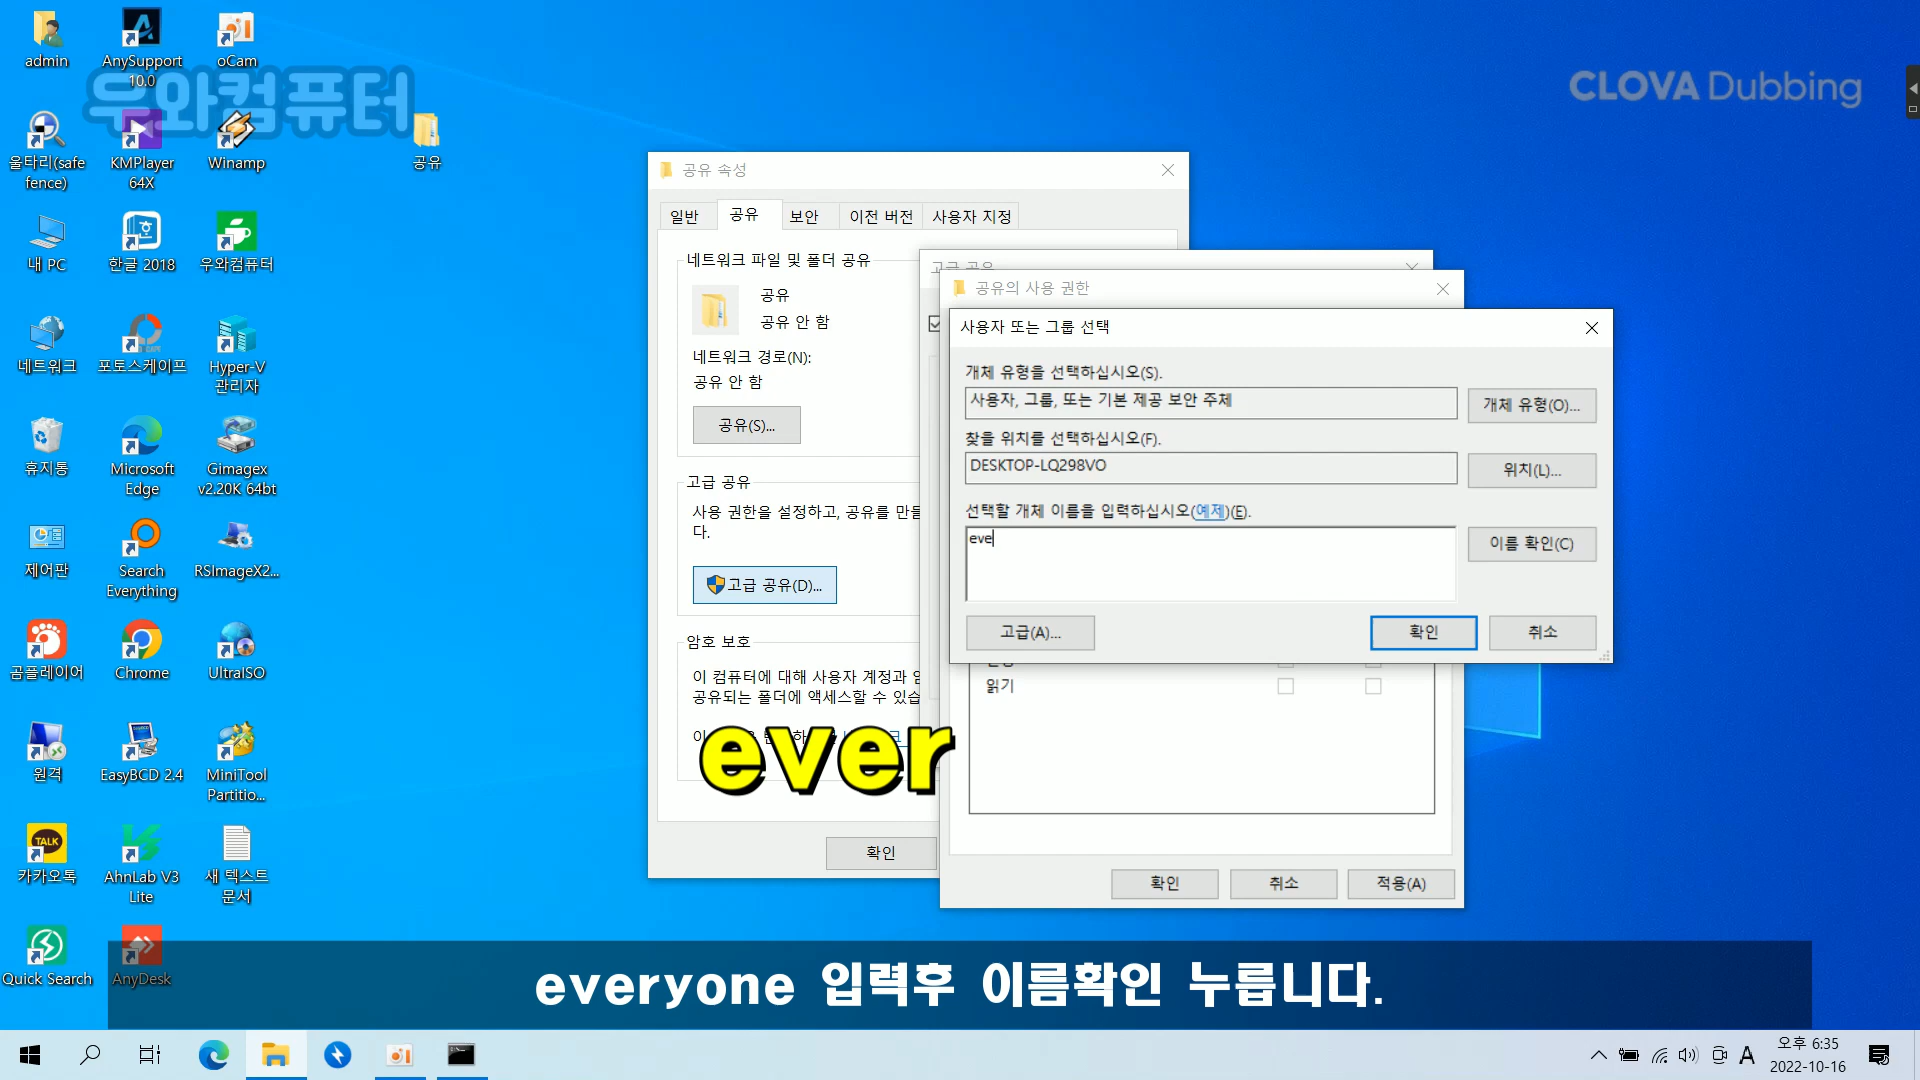 admin
AnySupport
10.0
oCam
우와컴퓨터
CLOVA Dubbing
울타리(safe
fence)
KMPlayer
64X
Winamp
공유
내 PC
한글 2018
우와컴퓨터
네트워크
포토스케이프
Hyper-V
관리자
휴지통
Microsoft
Edge
Gimagex
v2.20K 64bt
제어판
Search
Everything
RSImageX2...
곰플레이어
Chrome
UltraISO
원격
EasyBCD 2.4
MiniTool
Partitio...
TALK
카카오톡
AhnLab V3
Lite
새 텍스트
문서
Quick Search
AnyDesk
공유 속성
일반
공유
보안
이전 버전
사용자 지정
네트워크 파일 및 폴더 공유
공유
공유 안 함
네트워크 경로(N):
공유 안 함
공유(S)...
고급 공유
사용 권한을 설정하고, 공유를 만들
다.
고급 공유(D)...
암호 보호
이 컴퓨터에 대해 사용자 계정과
공유되는 폴더에 액세스할 수 있습
ever
확인
고급 공유
공유의 사용 권한
사용자 또는 그룹 선택
개체 유형을 선택하십시오(S).
사용자, 그룹, 또는 기본 제공 보안 주체
개체 유형(O)...
찾을 위치를 선택하십시오(F).
DESKTOP-LQ298VO
위치(L)...
선택할 개체 이름을 입력하십시오(예제)(E).
eve
이름 확인(C)
고급(A)...
확인
취소
읽기
확인
취소
적용(A)
everyone 입력후 이름확인 누릅니다.
A
오후 6:35
2022-10-16